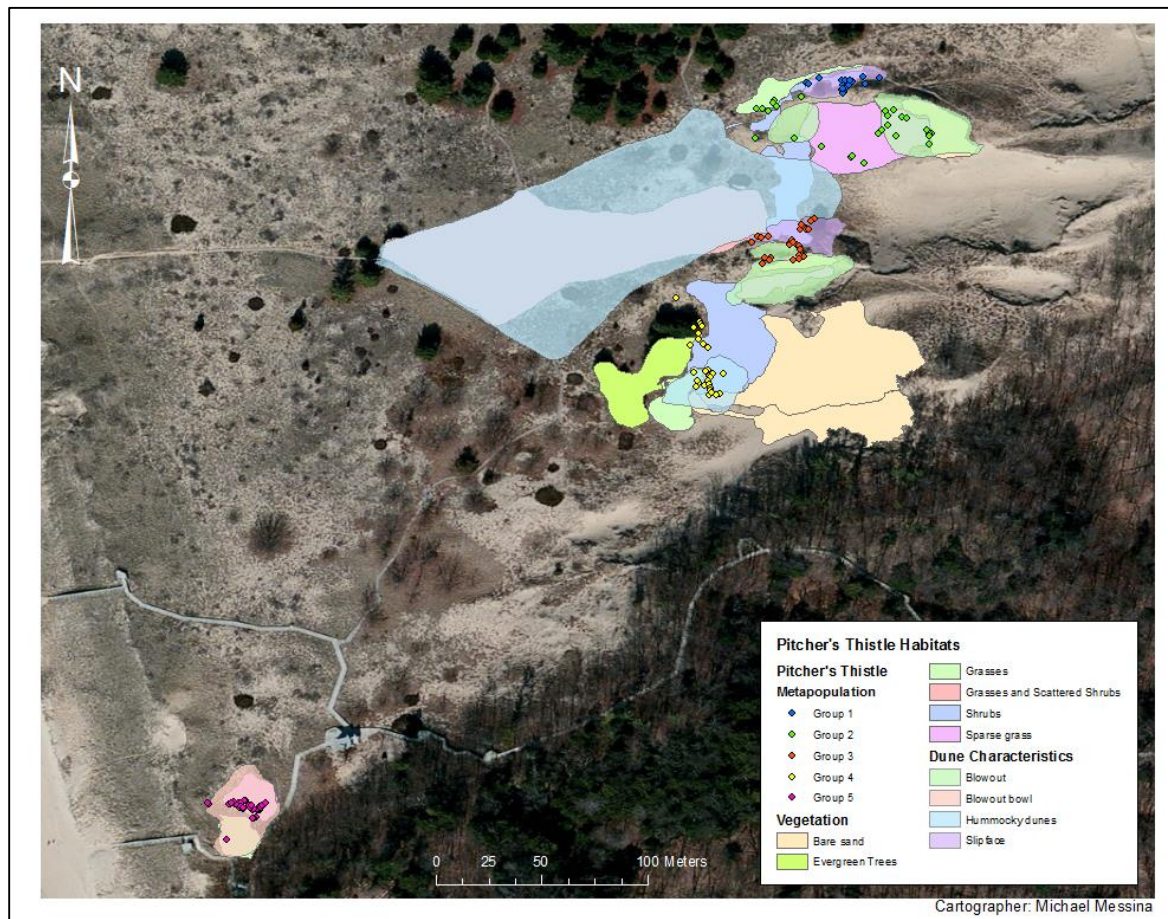 N
Pitcher's Thistle Habitats
Pitcher's Thistle
Metapopulation
Group 1
Group 2
Group 3
Group 4
Group 5
Vegetation
Bare sand
Evergreen Trees
Grasses
Grasses and Scattered Shrubs
Shrubs
Sparse grass
Dune Characteristics
Blowout
Blowout bowl
Hummocky dunes
Slipface
0 25 50 100 Meters
Cartographer: Michael Messina